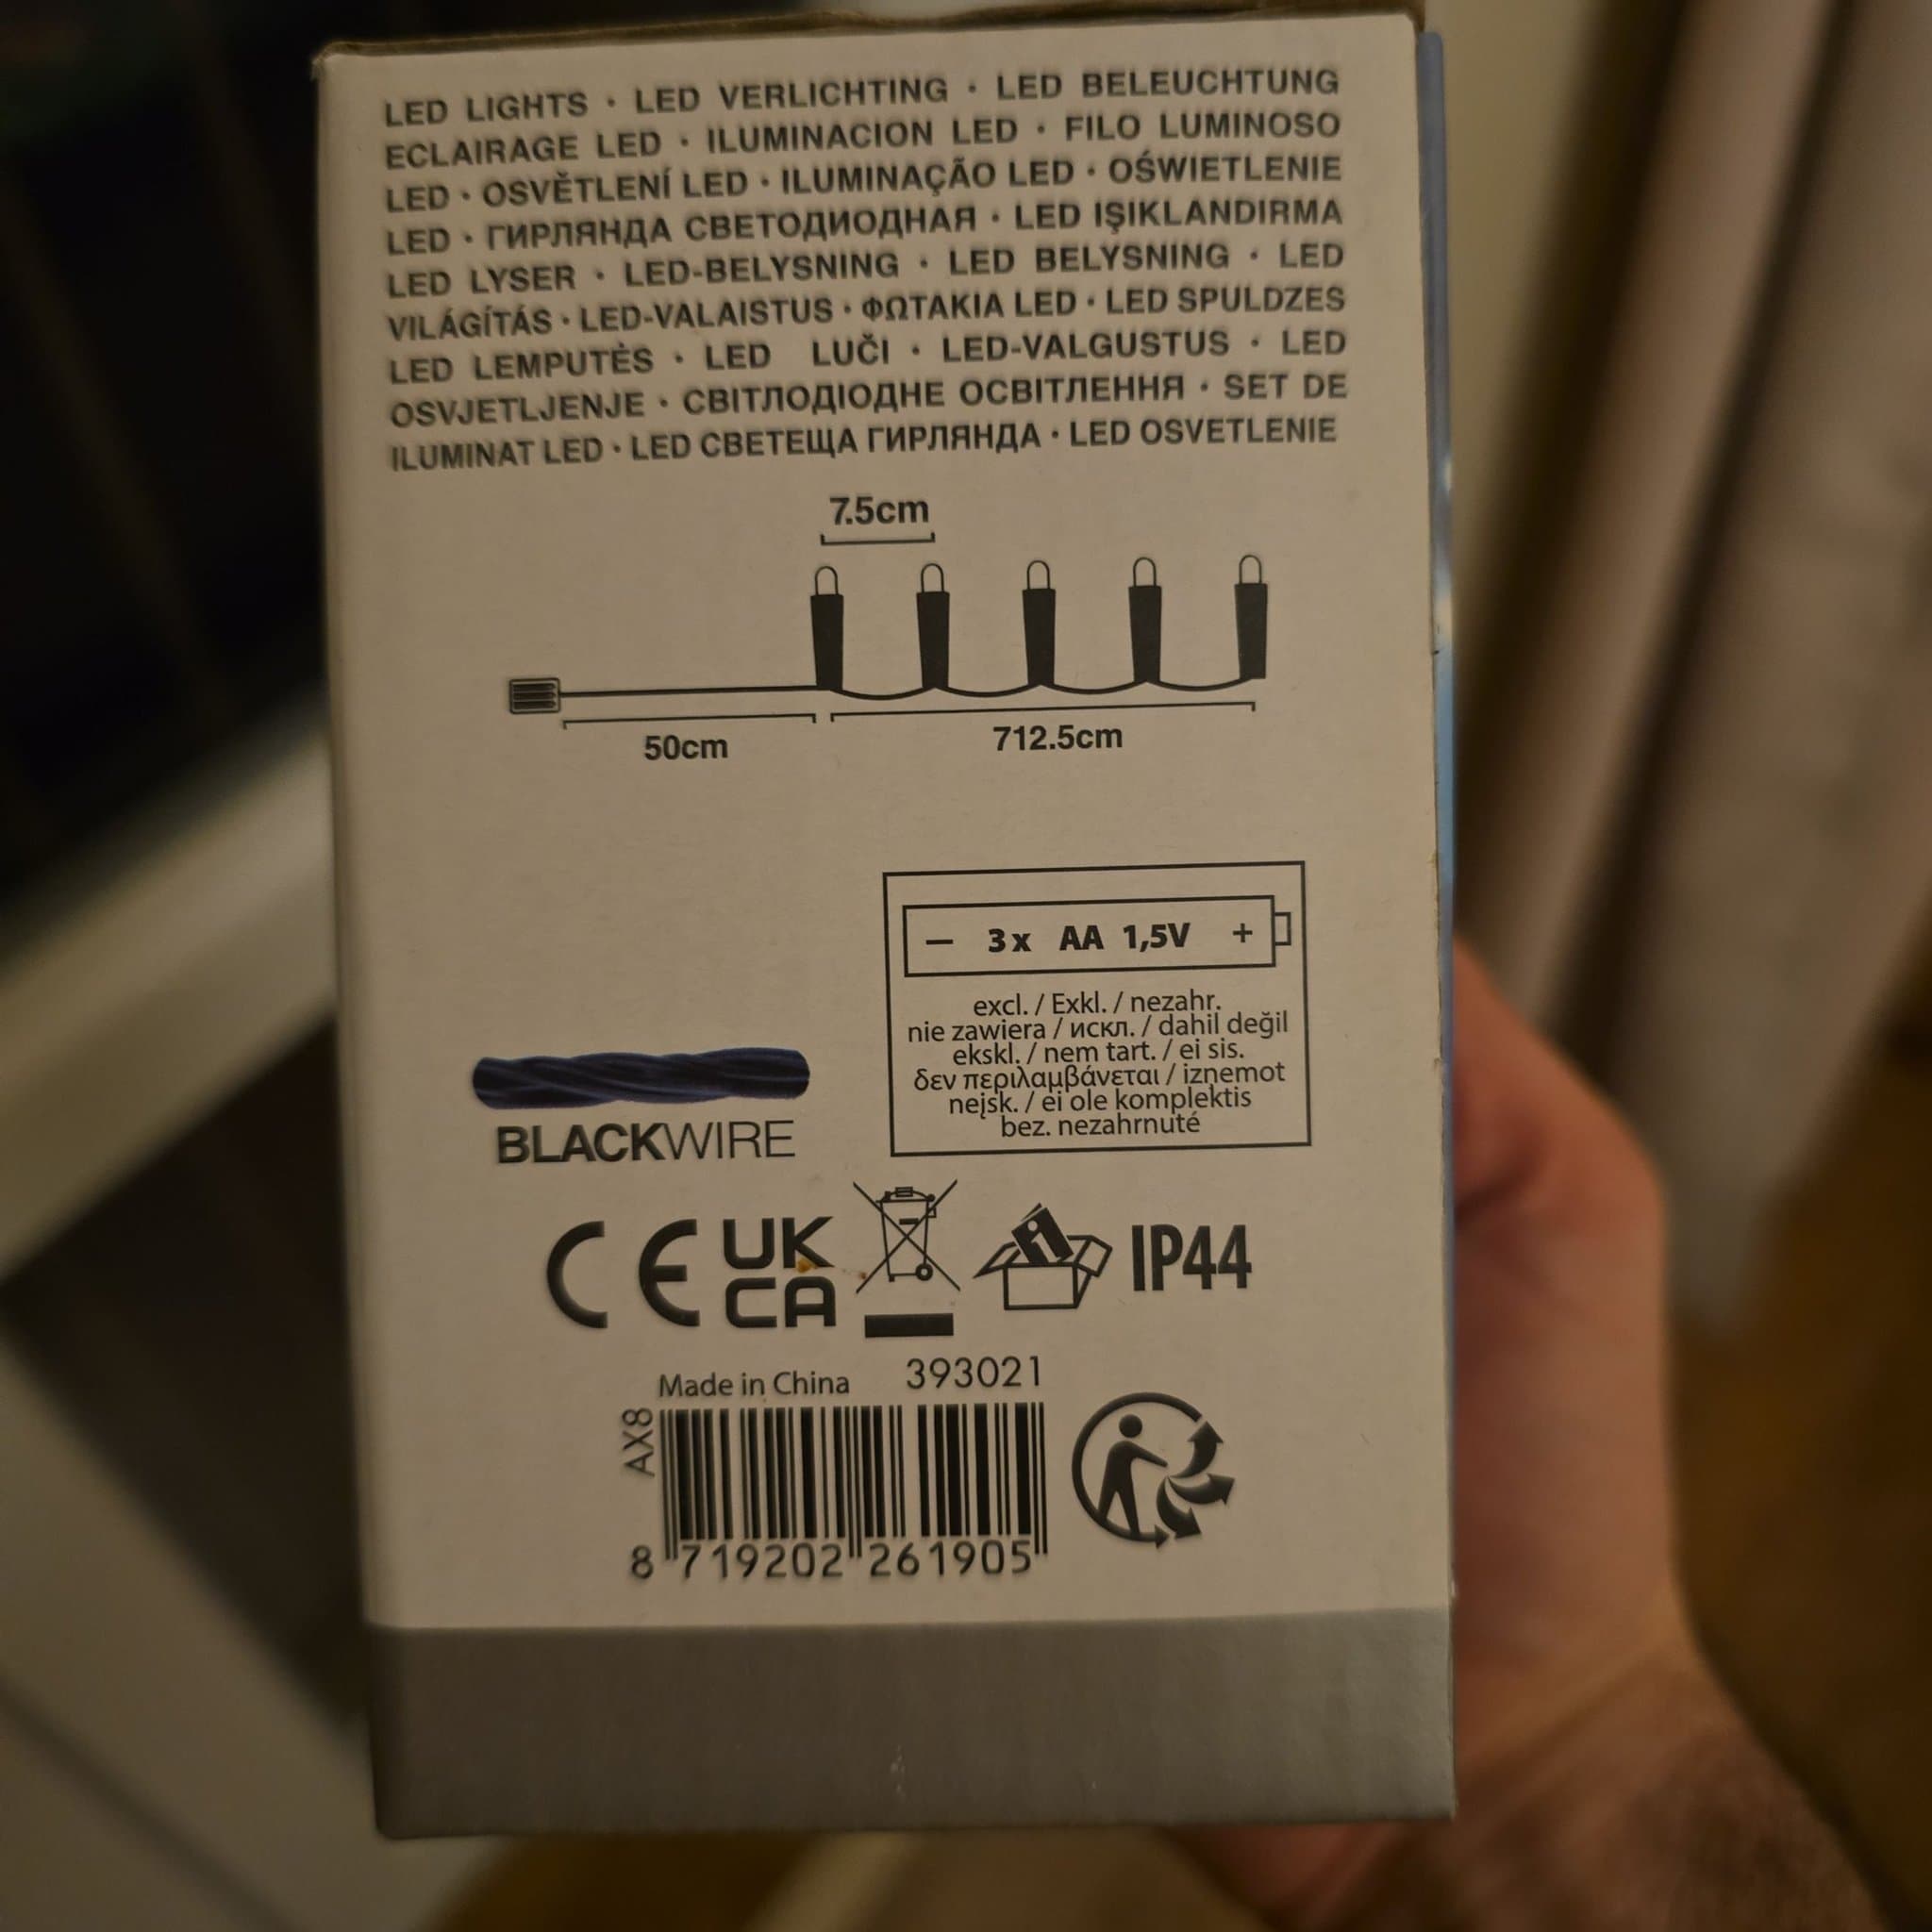 LED LIGHTS · LED VERLICHTING · LED BELEUCHTUNG
ECLAIRAGE LED · ILUMINACION LED · FILO LUMINOSO
LED · OSVĚTLENÍ LED · ILUMINAÇÃO LED · OŚWIETLENIE
LED · ГИРЛЯНДА СВЕТОДИОДНАЯ · LED IŞIKLANDIRMA
LED LYSER · LED-BELYSNING · LED BELYSNING · LED
VILÁGÍTÁS · LED-VALAISTUS · ΦΩΤΑΚΙΑ LED · LED SPULDZES
LED LEMPUTĖS · LED LUČI · LED-VALGUSTUS · LED
OSVJETLJENJE · СВІТЛОДІОДНЕ ОСВІТЛЕННЯ · SET DE
ILUMINAT LED · LED СВЕТЕЩА ГИРЛЯНДА · LED OSVETLENIE
7.5cm
50cm
712.5cm
– 3x AA 1,5V +
excl. / Exkl. / nezahr.
nie zawiera / искл. / dahil değil
ekskl. / nem tart. / ei sis.
δεν περιλαμβάνεται / izņemot
neįsk. / ei ole komplektis
bez. nezahrnuté
BLACKWIRE
CE UK
CA
i
IP44
Made in China 393021
AX8
8 719202 261905